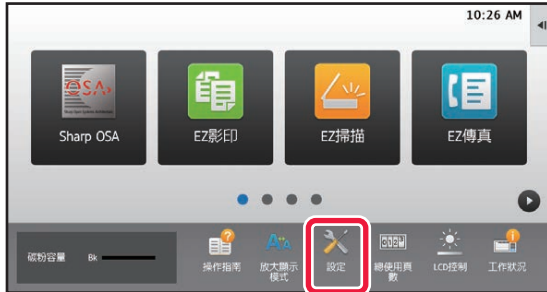 10:26 AM
OSA
Sharp OSA
EZ影印
EZ掃描
EZ傳真
碳粉容量
Bk
操作指南
放大顯示
模式
設定
總使用頁
數
LCD控制
工作狀況